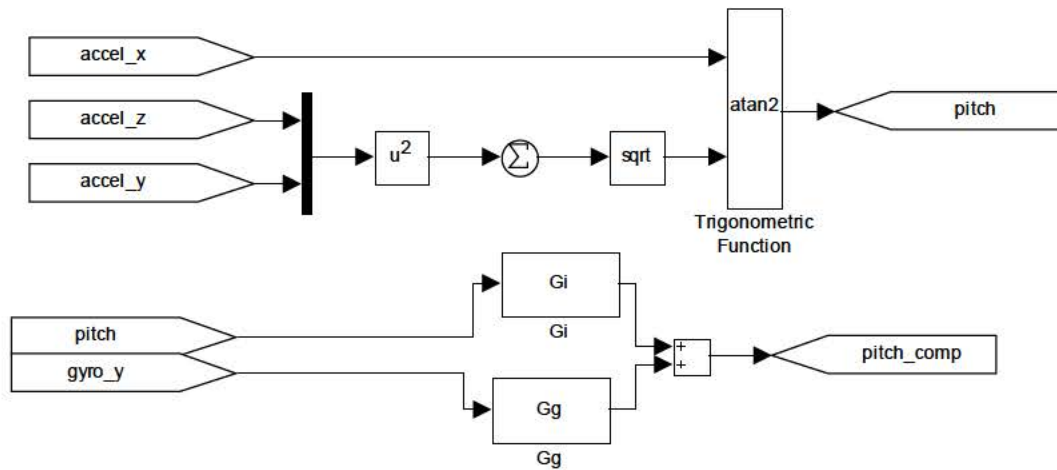 accel_x
accel_z
accel_y
u²
Σ
sqrt
atan2
pitch
Trigonometric
Function
pitch
gyro_y
Gi
Gi
Gg
Gg
+
+
pitch_comp